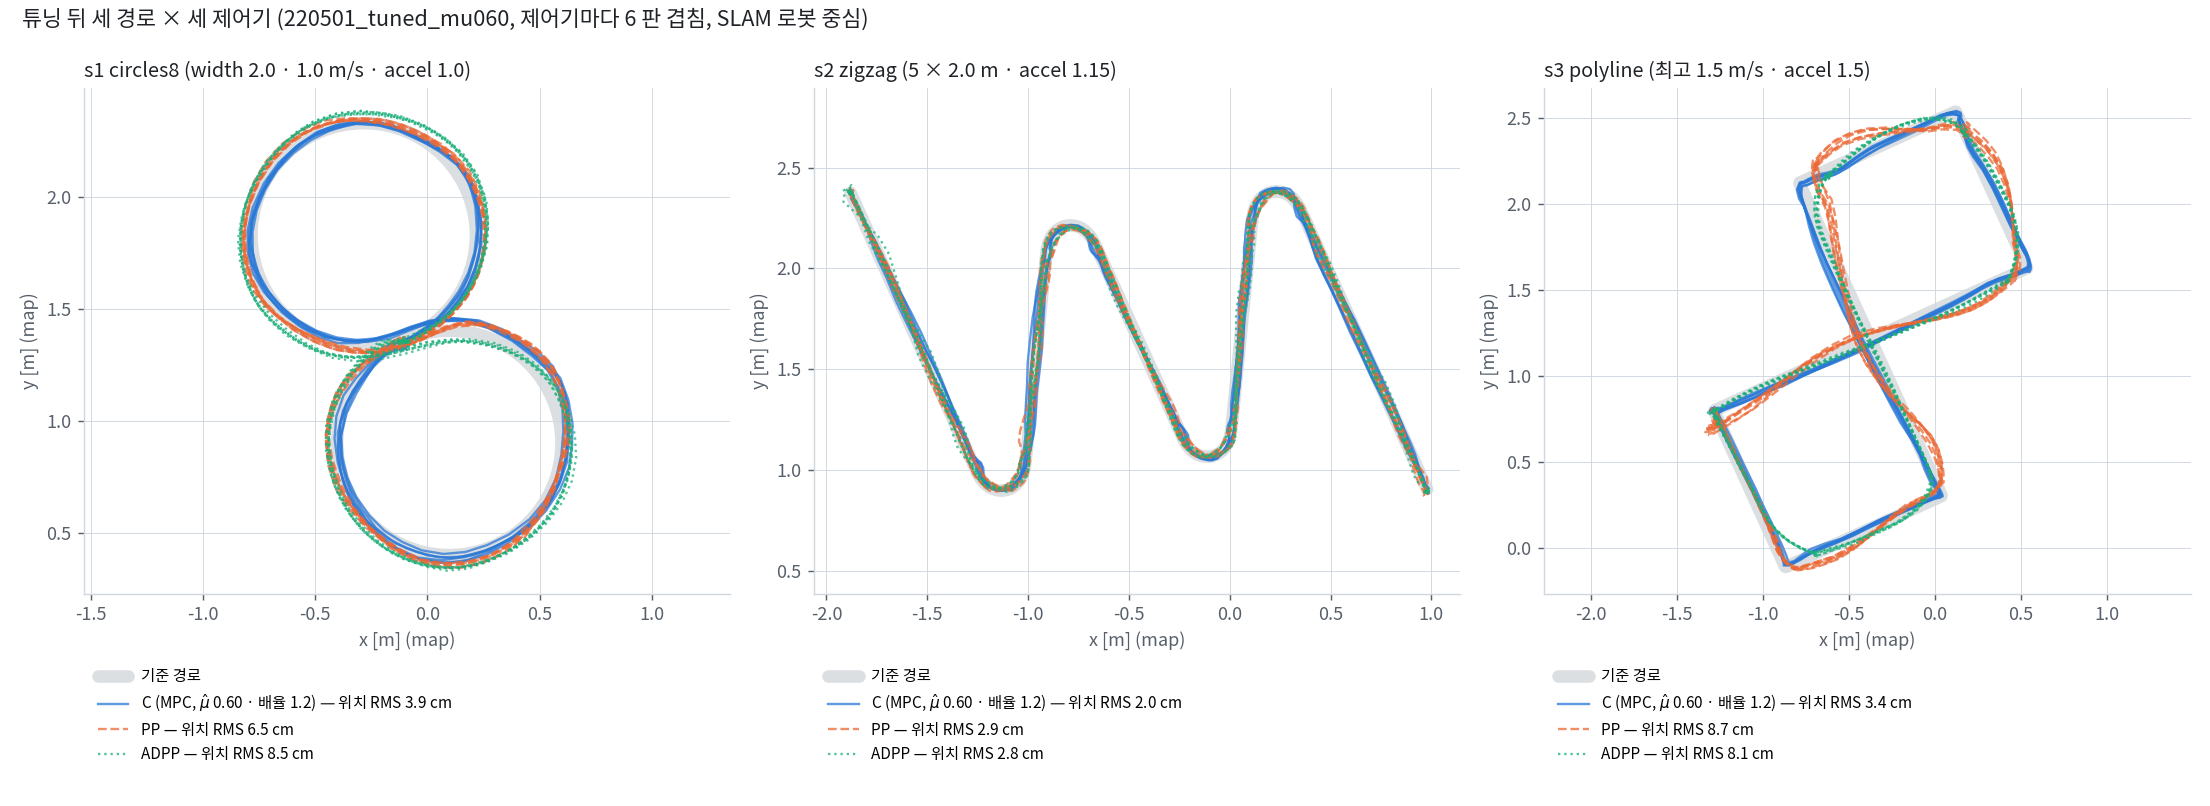 튜닝 뒤 세 경로 × 세 제어기 (220501_tuned_mu060, 제어기마다 6 판 겹침, SLAM 로봇 중심)
s1 circles8 (width 2.0 · 1.0 m/s · accel 1.0)
2.0
1.5
1.0
0.5
y [m] (map)
-1.5 -1.0 -0.5 0.0 0.5 1.0
x [m] (map)
기준 경로
C (MPC, μ̂ 0.60 · 배율 1.2) — 위치 RMS 3.9 cm
PP — 위치 RMS 6.5 cm
ADPP — 위치 RMS 8.5 cm
s2 zigzag (5 × 2.0 m · accel 1.15)
2.5
2.0
1.5
1.0
0.5
y [m] (map)
-2.0 -1.5 -1.0 -0.5 0.0 0.5 1.0
x [m] (map)
기준 경로
C (MPC, μ̂ 0.60 · 배율 1.2) — 위치 RMS 2.0 cm
PP — 위치 RMS 2.9 cm
ADPP — 위치 RMS 2.8 cm
s3 polyline (최고 1.5 m/s · accel 1.5)
2.5
2.0
1.5
1.0
0.5
0.0
y [m] (map)
-2.0 -1.5 -1.0 -0.5 0.0 0.5 1.0
x [m] (map)
기준 경로
C (MPC, μ̂ 0.60 · 배율 1.2) — 위치 RMS 3.4 cm
PP — 위치 RMS 8.7 cm
ADPP — 위치 RMS 8.1 cm